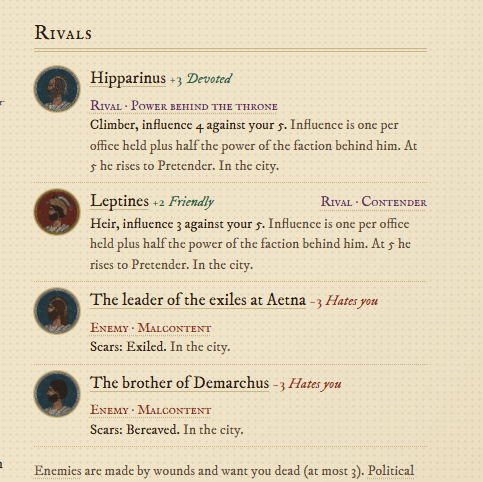 Rivals
Hipparinus +3 Devoted
Rival · Power behind the throne
Climber, influence 4 against your 5. Influence is one per
office held plus half the power of the faction behind him. At
5 he rises to Pretender. In the city.
Leptines +2 Friendly Rival · Contender
Heir, influence 3 against your 5. Influence is one per office
held plus half the power of the faction behind him. At 5 he
rises to Pretender. In the city.
The leader of the exiles at Aetna −3 Hates you
Enemy · Malcontent
Scars: Exiled. In the city.
The brother of Demarchus −3 Hates you
Enemy · Malcontent
Scars: Bereaved. In the city.
Enemies are made by wounds and want you dead (at most 3). Political